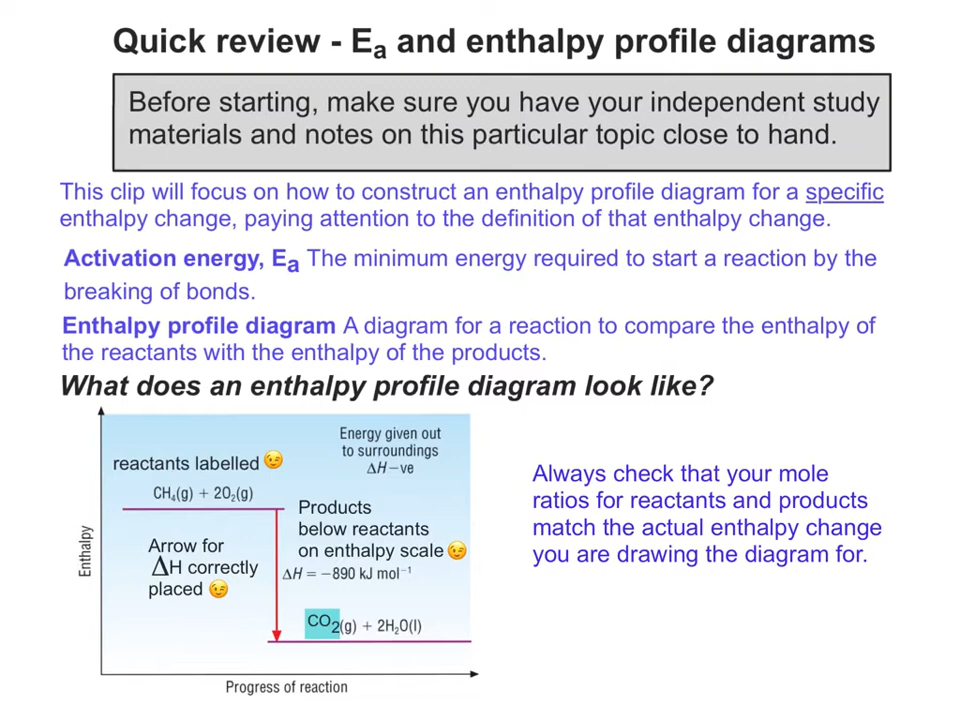 Quick review - Ea and enthalpy profile diagrams
Before starting, make sure you have your independent study
materials and notes on this particular topic close to hand.
This clip will focus on how to construct an enthalpy profile diagram for a specific
enthalpy change, paying attention to the definition of that enthalpy change.
Activation energy, Ea The minimum energy required to start a reaction by the
breaking of bonds.
Enthalpy profile diagram A diagram for a reaction to compare the enthalpy of
the reactants with the enthalpy of the products.
What does an enthalpy profile diagram look like?
Energy given out
to surroundings
ΔH −ve
reactants labelled 😉
CH₄(g) + 2O₂(g)
Products
below reactants
on enthalpy scale 😉
ΔH = −890 kJ mol⁻¹
Arrow for
ΔH correctly
placed 😉
CO₂(g) + 2H₂O(l)
Enthalpy
Progress of reaction
Always check that your mole
ratios for reactants and products
match the actual enthalpy change
you are drawing the diagram for.